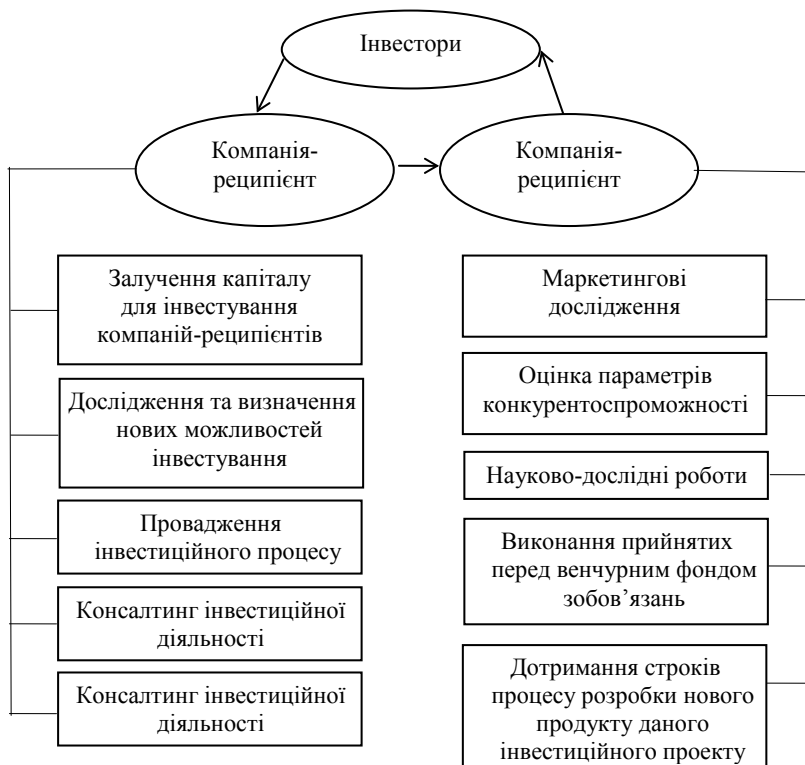 Інвестори
Компанія-
реципієнт
Компанія-
реципієнт
Залучення капіталу
для інвестування
компаній-реципієнтів
Дослідження та визначення
нових можливостей
інвестування
Провадження
інвестиційного процесу
Консалтинг інвестиційної
діяльності
Консалтинг інвестиційної
діяльності
Маркетингові
дослідження
Оцінка параметрів
конкурентоспроможності
Науково-дослідні роботи
Виконання прийнятих
перед венчурним фондом
зобов’язань
Дотримання строків
процесу розробки нового
продукту даного
інвестиційного проекту